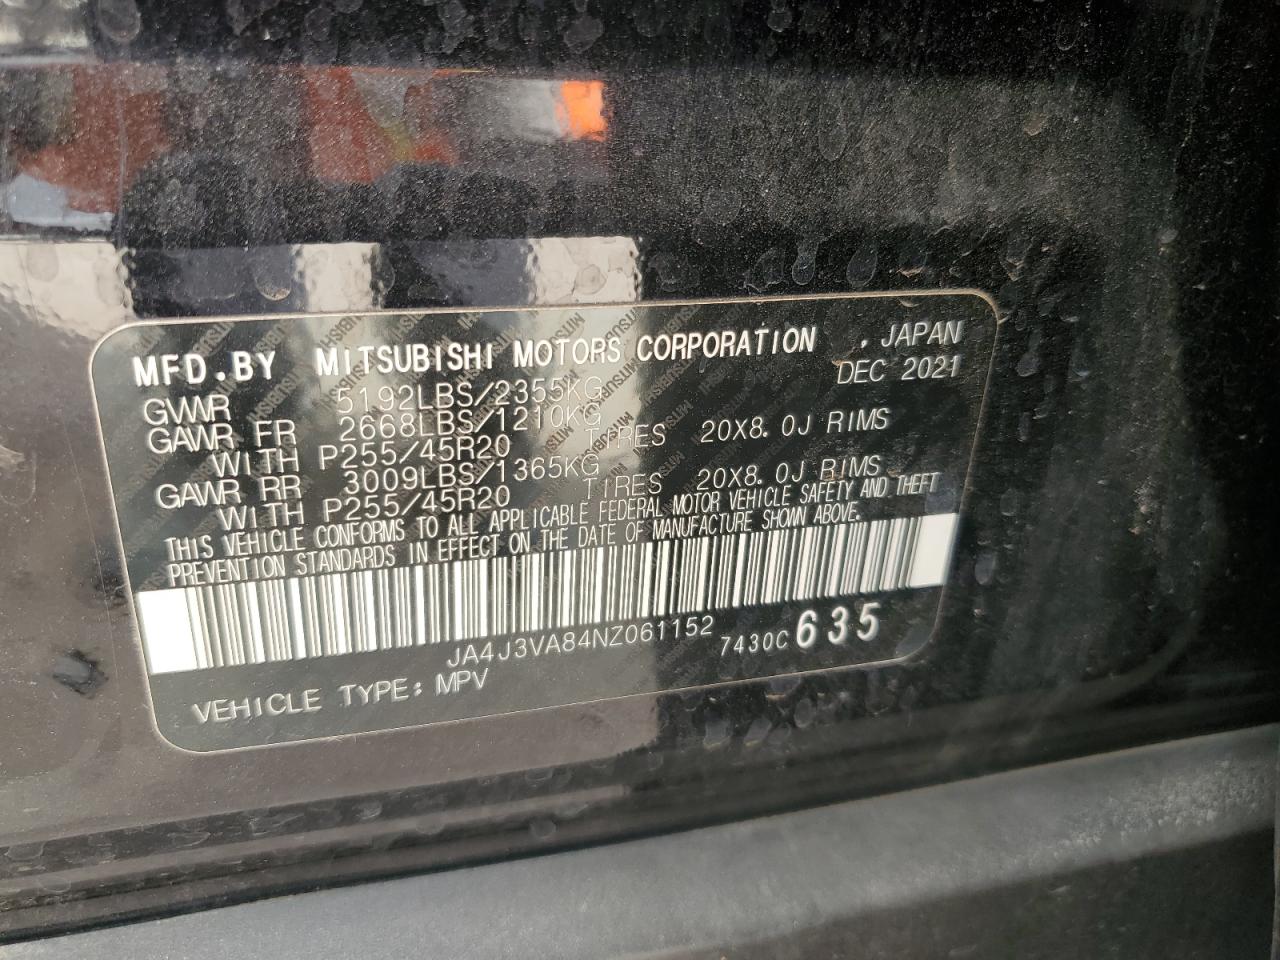 MFD.BY MITSUBISHI MOTORS CORPORATION , JAPAN
DEC 2021
GVWR 5192LBS/2355KG
GAWR FR 2668LBS/1210KG
WITH P255/45R20 TIRES 20X8.0J RIMS
GAWR RR 3009LBS/1365KG
WITH P255/45R20 TIRES 20X8.0J RIMS
THIS VEHICLE CONFORMS TO ALL APPLICABLE FEDERAL MOTOR VEHICLE SAFETY AND THEFT
PREVENTION STANDARDS IN EFFECT ON THE DATE OF MANUFACTURE SHOWN ABOVE.
JA4J3VA84NZ061152 7430C 635
VEHICLE TYPE: MPV